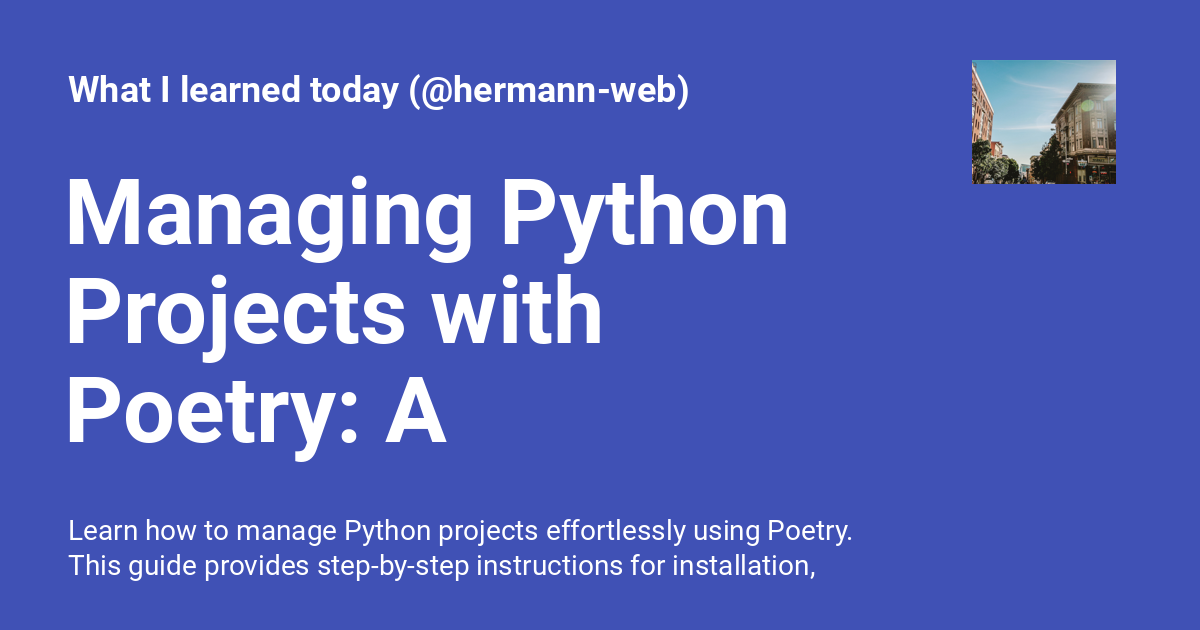 What I learned today (@hermann-web)
Managing Python
Projects with
Poetry: A
Learn how to manage Python projects effortlessly using Poetry.
This guide provides step-by-step instructions for installation,